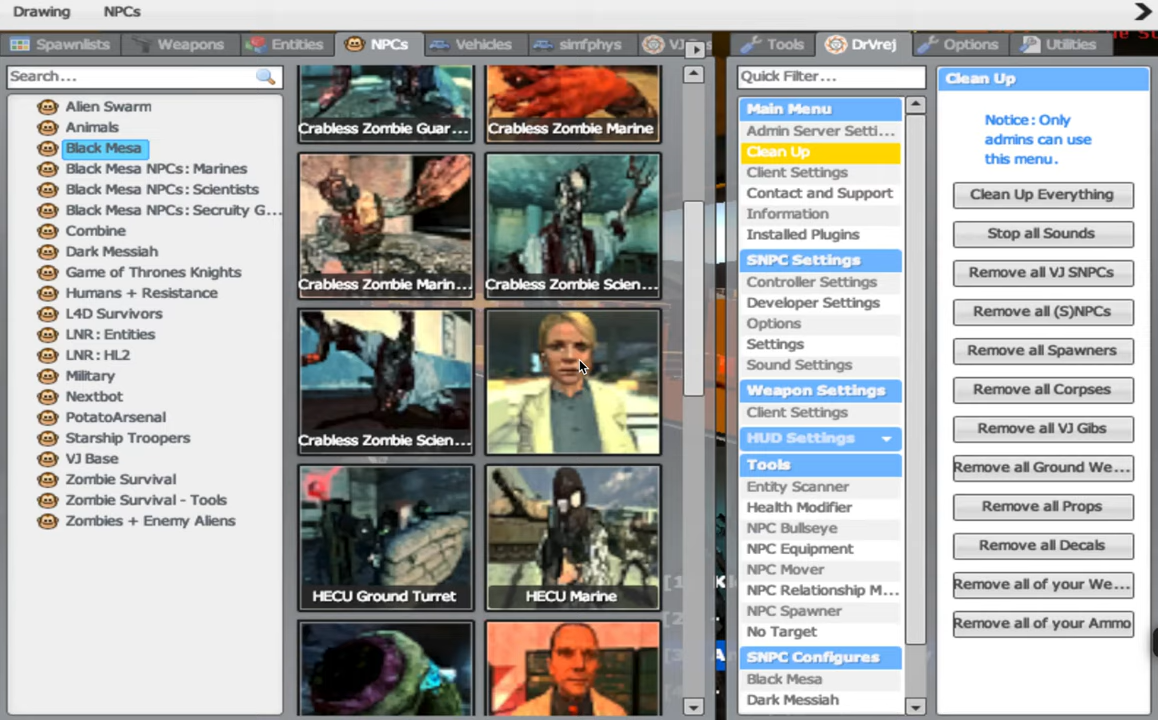 Drawing NPCs
Spawnlists Weapons Entities NPCs Vehicles simfphys
Tools DrVrej Options Utilities
Search...
Alien Swarm
Animals
Black Mesa
Black Mesa NPCs: Marines
Black Mesa NPCs: Scientists
Black Mesa NPCs: Secruity G...
Combine
Dark Messiah
Game of Thrones Knights
Humans + Resistance
L4D Survivors
LNR: Entities
LNR: HL2
Military
Nextbot
PotatoArsenal
Starship Troopers
VJ Base
Zombie Survival
Zombie Survival - Tools
Zombies + Enemy Aliens
Crabless Zombie Guar...
Crabless Zombie Marine
Crabless Zombie Marin...
Crabless Zombie Scien...
Crabless Zombie Scien...
HECU Ground Turret
HECU Marine
Quick Filter...
Main Menu
Admin Server Setti...
Clean Up
Client Settings
Contact and Support
Information
Installed Plugins
SNPC Settings
Controller Settings
Developer Settings
Options
Settings
Sound Settings
Weapon Settings
Client Settings
HUD Settings
Tools
Entity Scanner
Health Modifier
NPC Bullseye
NPC Equipment
NPC Mover
NPC Relationship M...
NPC Spawner
No Target
SNPC Configures
Black Mesa
Dark Messiah
Clean Up
Notice: Only
admins can use
this menu.
Clean Up Everything
Stop all Sounds
Remove all VJ SNPCs
Remove all (S)NPCs
Remove all Spawners
Remove all Corpses
Remove all VJ Gibs
Remove all Ground We...
Remove all Props
Remove all Decals
Remove all of your We...
Remove all of your Ammo